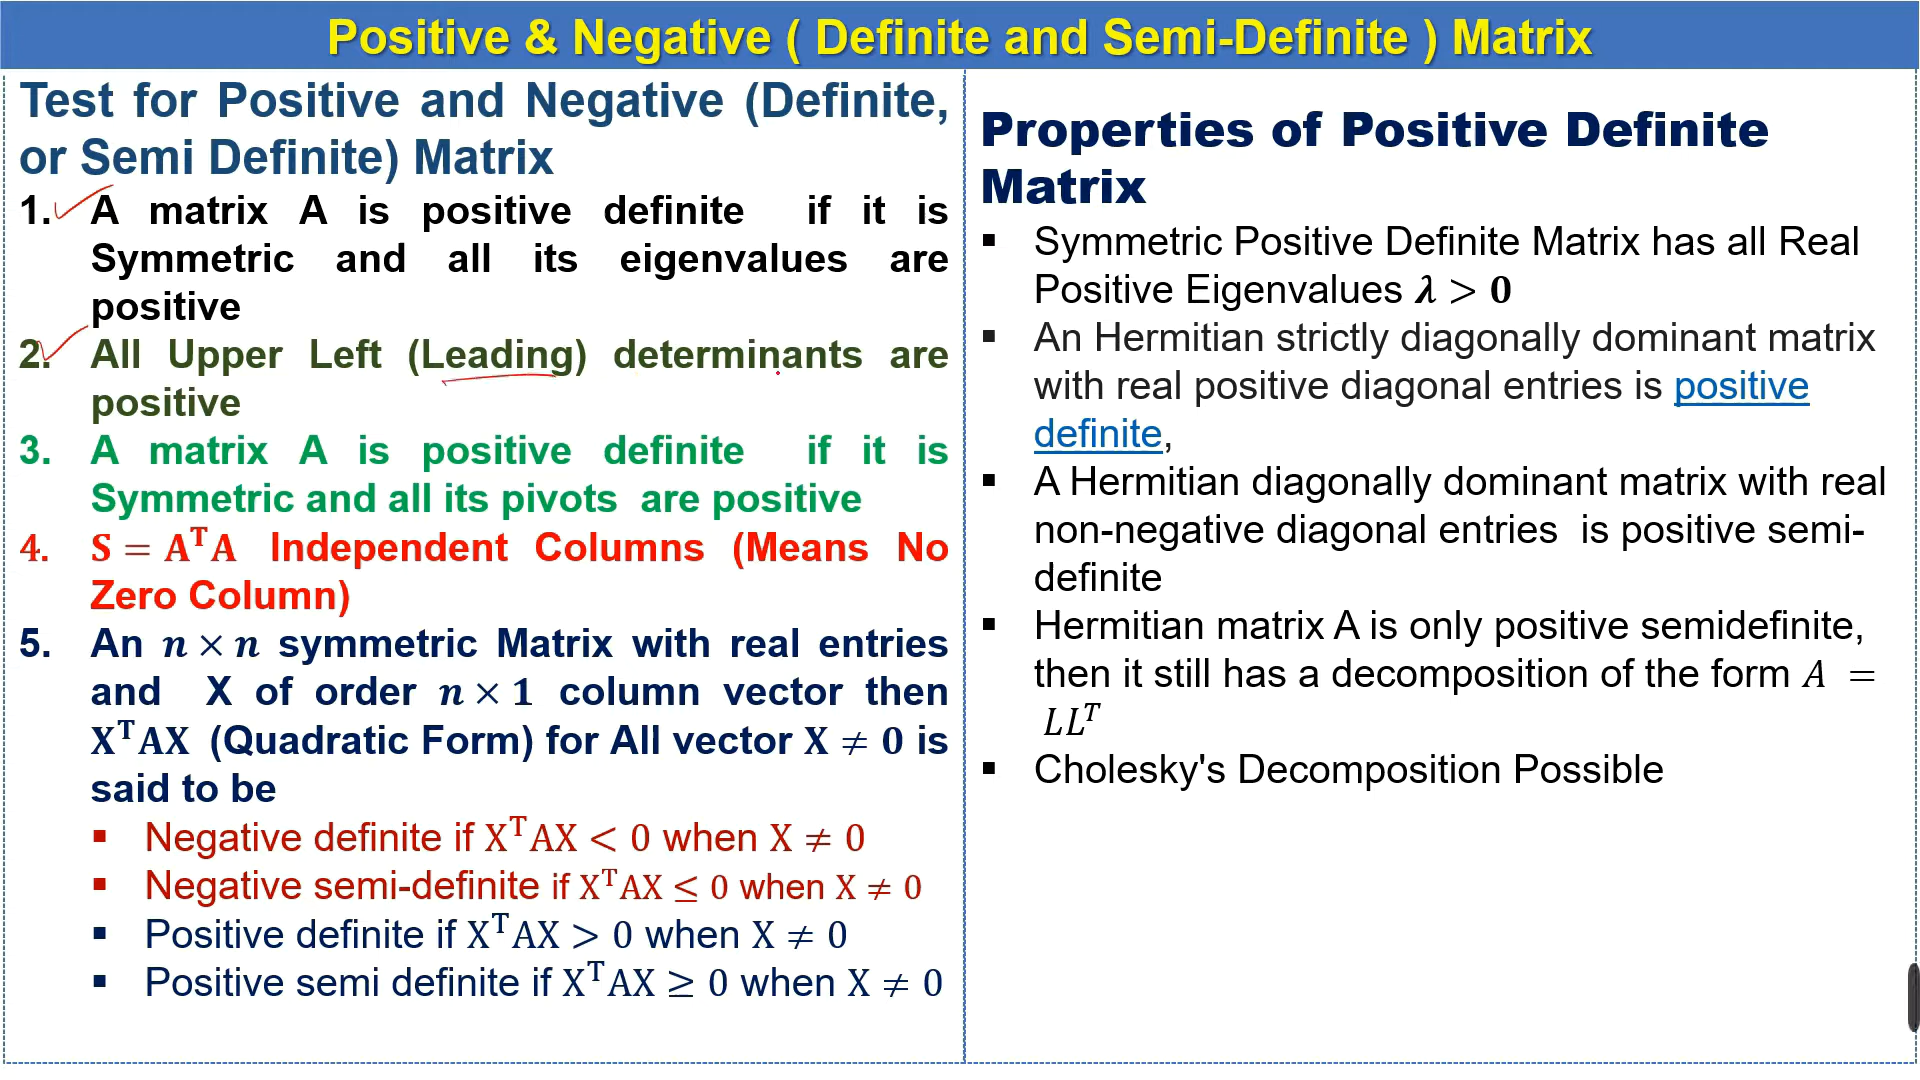 Positive & Negative ( Definite and Semi-Definite ) Matrix
Test for Positive and Negative (Definite,
or Semi Definite) Matrix
1. A matrix A is positive definite if it is
Symmetric and all its eigenvalues are
positive
2. All Upper Left (Leading) determinants are
positive
3. A matrix A is positive definite if it is
Symmetric and all its pivots are positive
4. S = AᵀA Independent Columns (Means No
Zero Column)
5. An n × n symmetric Matrix with real entries
and X of order n × 1 column vector then
XᵀAX (Quadratic Form) for All vector X ≠ 0 is
said to be
▪ Negative definite if XᵀAX < 0 when X ≠ 0
▪ Negative semi-definite if XᵀAX ≤ 0 when X ≠ 0
▪ Positive definite if XᵀAX > 0 when X ≠ 0
▪ Positive semi definite if XᵀAX ≥ 0 when X ≠ 0
Properties of Positive Definite
Matrix
▪ Symmetric Positive Definite Matrix has all Real
Positive Eigenvalues λ > 0
▪ An Hermitian strictly diagonally dominant matrix
with real positive diagonal entries is positive
definite,
▪ A Hermitian diagonally dominant matrix with real
non-negative diagonal entries is positive semi-
definite
▪ Hermitian matrix A is only positive semidefinite,
then it still has a decomposition of the form A =
LLᵀ
▪ Cholesky's Decomposition Possible